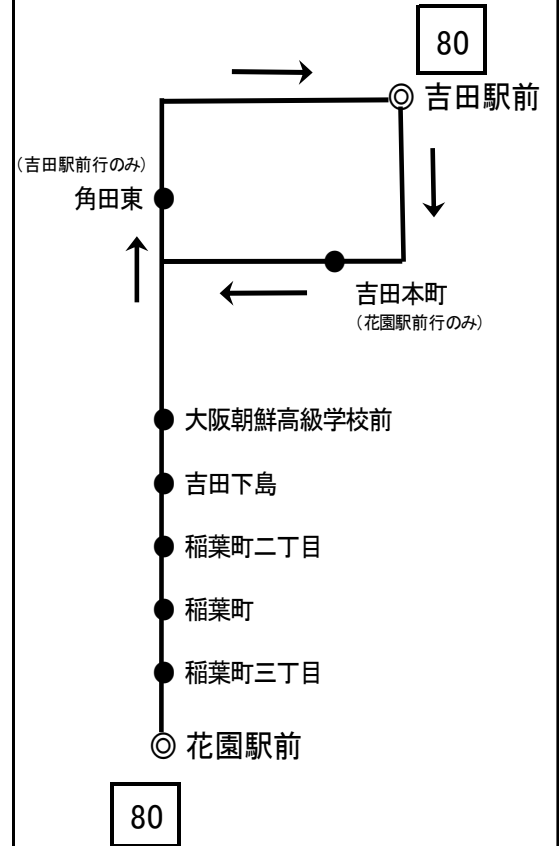 80
吉田駅前
（吉田駅前行のみ）
角田東
吉田本町
（花園駅前行のみ）
大阪朝鮮高級学校前
吉田下島
稲葉町二丁目
稲葉町
稲葉町三丁目
花園駅前
80